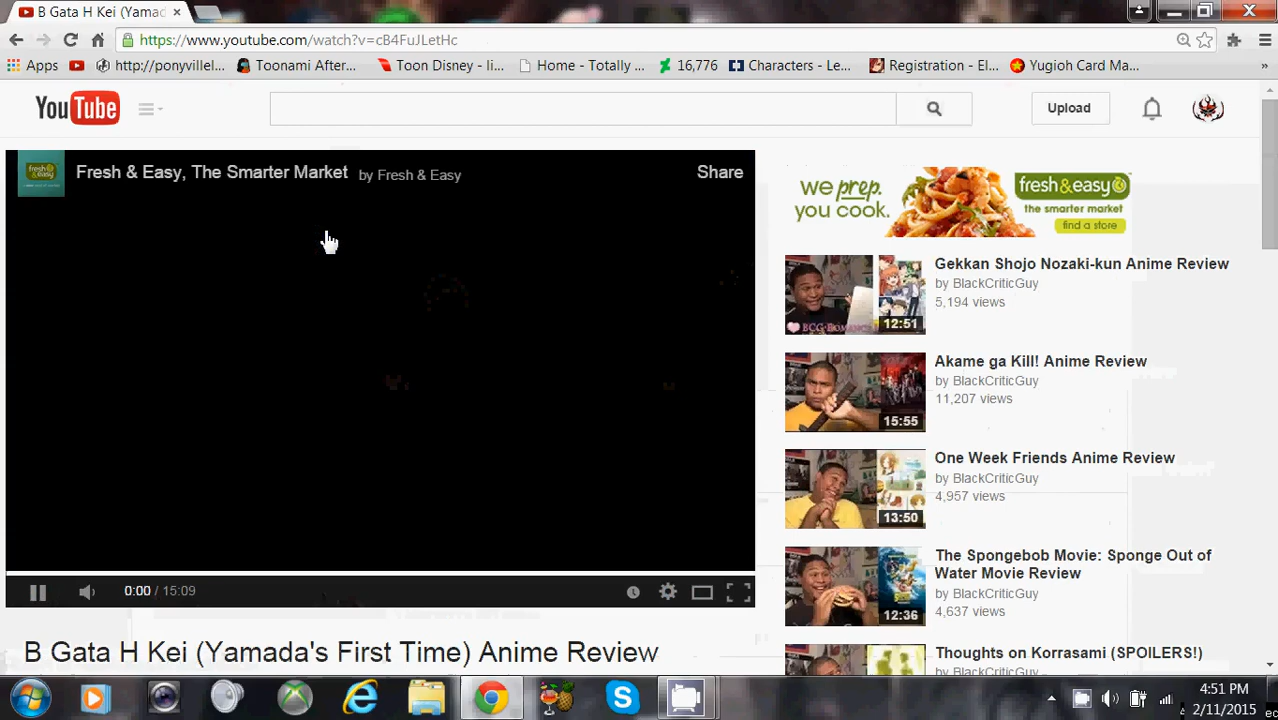 B Gata H Kei (Yamad
https://www.youtube.com/watch?v=cB4FuJLetHc
Apps
http://ponyvillel...
Toonami After...
Toon Disney - li...
Home - Totally ...
16,776
Characters - Le...
Registration - El...
Yugioh Card Ma...
»
YouTube
Upload
Fresh & Easy, The Smarter Market by Fresh & Easy
Share
we prep.
you cook.
fresh&easy
the smarter market
find a store
Gekkan Shojo Nozaki-kun Anime Review
by BlackCriticGuy
5,194 views
BCG ROMANCE
12:51
Akame ga Kill! Anime Review
by BlackCriticGuy
11,207 views
15:55
One Week Friends Anime Review
by BlackCriticGuy
4,957 views
13:50
The Spongebob Movie: Sponge Out of
Water Movie Review
by BlackCriticGuy
4,637 views
12:36
Thoughts on Korrasami (SPOILERS!)
by BlackCriticGuy
0:00 / 15:09
B Gata H Kei (Yamada's First Time) Anime Review
4:51 PM
2/11/2015